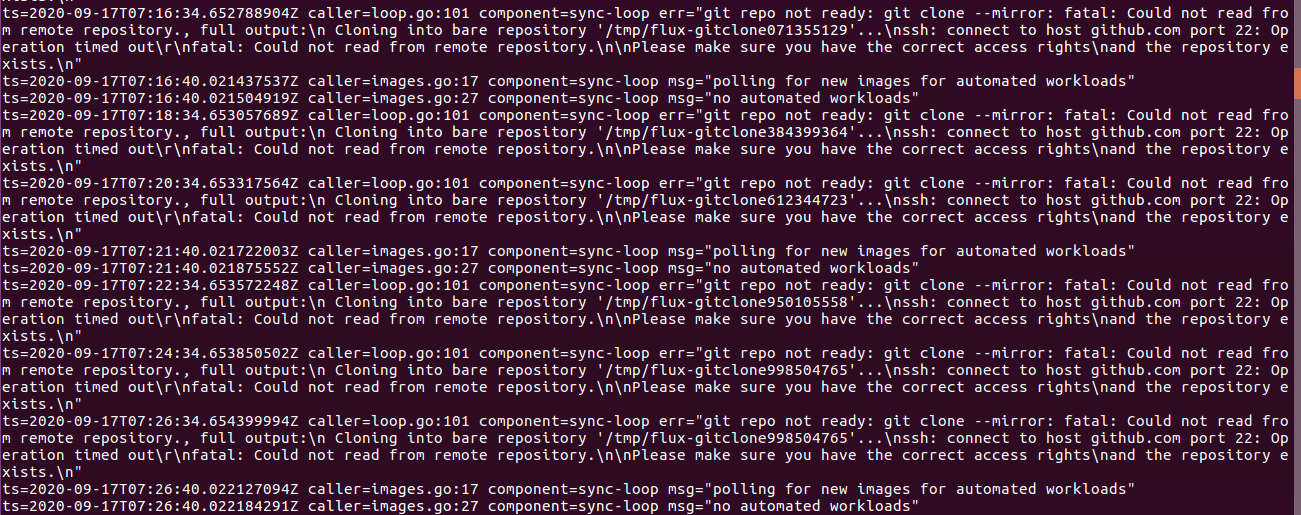 ts=2020-09-17T07:16:34.652788904Z caller=loop.go:101 component=sync-loop err="git repo not ready: git clone --mirror: fatal: Could not read fro
m remote repository., full output:\n Cloning into bare repository '/tmp/flux-gitclone071355129'...\nssh: connect to host github.com port 22: Op
eration timed out\r\nfatal: Could not read from remote repository.\n\nPlease make sure you have the correct access rights\nand the repository e
xists.\n"
ts=2020-09-17T07:16:40.021437537Z caller=images.go:17 component=sync-loop msg="polling for new images for automated workloads"
ts=2020-09-17T07:16:40.021504919Z caller=images.go:27 component=sync-loop msg="no automated workloads"
ts=2020-09-17T07:18:34.653057689Z caller=loop.go:101 component=sync-loop err="git repo not ready: git clone --mirror: fatal: Could not read fro
m remote repository., full output:\n Cloning into bare repository '/tmp/flux-gitclone384399364'...\nssh: connect to host github.com port 22: Op
eration timed out\r\nfatal: Could not read from remote repository.\n\nPlease make sure you have the correct access rights\nand the repository e
xists.\n"
ts=2020-09-17T07:20:34.653317564Z caller=loop.go:101 component=sync-loop err="git repo not ready: git clone --mirror: fatal: Could not read fro
m remote repository., full output:\n Cloning into bare repository '/tmp/flux-gitclone612344723'...\nssh: connect to host github.com port 22: Op
eration timed out\r\nfatal: Could not read from remote repository.\n\nPlease make sure you have the correct access rights\nand the repository e
xists.\n"
ts=2020-09-17T07:21:40.021722003Z caller=images.go:17 component=sync-loop msg="polling for new images for automated workloads"
ts=2020-09-17T07:21:40.021875552Z caller=images.go:27 component=sync-loop msg="no automated workloads"
ts=2020-09-17T07:22:34.653572248Z caller=loop.go:101 component=sync-loop err="git repo not ready: git clone --mirror: fatal: Could not read fro
m remote repository., full output:\n Cloning into bare repository '/tmp/flux-gitclone950105558'...\nssh: connect to host github.com port 22: Op
eration timed out\r\nfatal: Could not read from remote repository.\n\nPlease make sure you have the correct access rights\nand the repository e
xists.\n"
ts=2020-09-17T07:24:34.653850502Z caller=loop.go:101 component=sync-loop err="git repo not ready: git clone --mirror: fatal: Could not read fro
m remote repository., full output:\n Cloning into bare repository '/tmp/flux-gitclone998504765'...\nssh: connect to host github.com port 22: Op
eration timed out\r\nfatal: Could not read from remote repository.\n\nPlease make sure you have the correct access rights\nand the repository e
xists.\n"
ts=2020-09-17T07:26:34.654399994Z caller=loop.go:101 component=sync-loop err="git repo not ready: git clone --mirror: fatal: Could not read fro
m remote repository., full output:\n Cloning into bare repository '/tmp/flux-gitclone998504765'...\nssh: connect to host github.com port 22: Op
eration timed out\r\nfatal: Could not read from remote repository.\n\nPlease make sure you have the correct access rights\nand the repository e
xists.\n"
ts=2020-09-17T07:26:40.022127094Z caller=images.go:17 component=sync-loop msg="polling for new images for automated workloads"
ts=2020-09-17T07:26:40.022184291Z caller=images.go:27 component=sync-loop msg="no automated workloads"